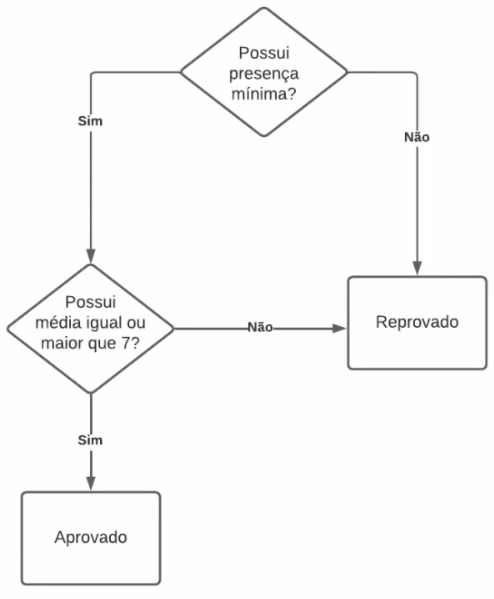 Possui
presença
mínima?
Sim
Não
Possui
média igual ou
maior que 7?
Não
Reprovado
Sim
Aprovado